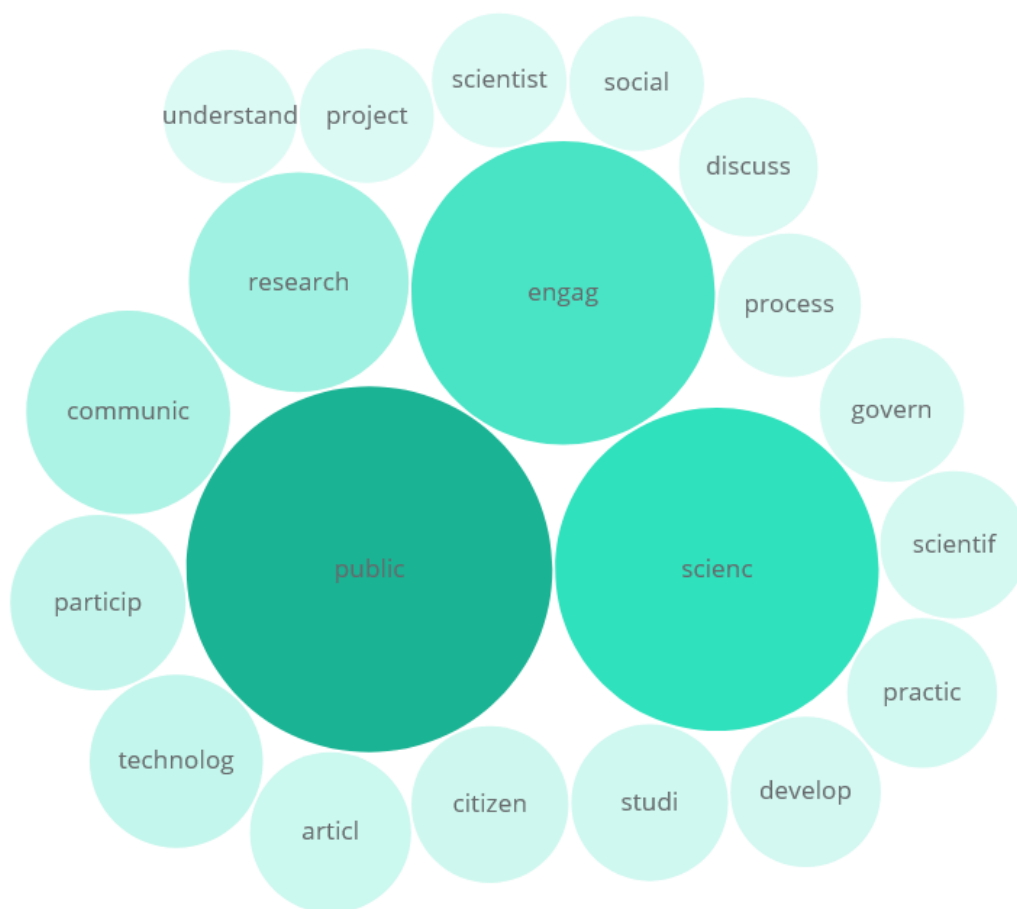 scientist
social
understand
project
discuss
research
engag
process
communic
govern
scientif
public
scienc
particip
practic
technolog
develop
citizen
studi
articl